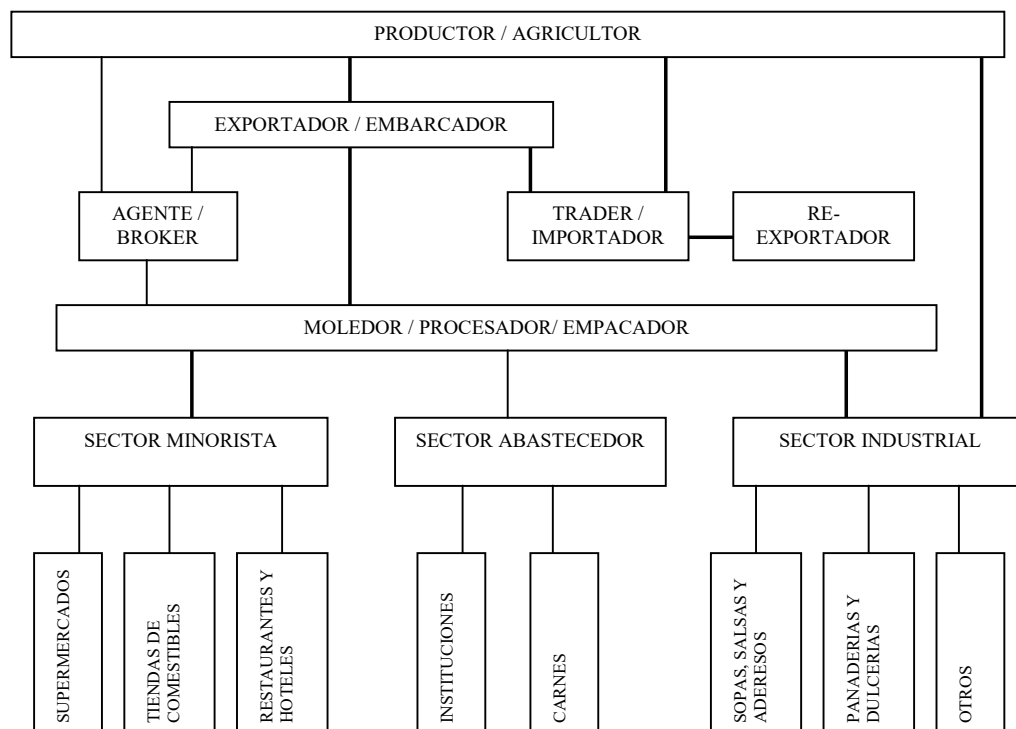 PRODUCTOR / AGRICULTOR
EXPORTADOR / EMBARCADOR
AGENTE /
BROKER
TRADER /
IMPORTADOR
RE-
EXPORTADOR
MOLEDOR / PROCESADOR/ EMPACADOR
SECTOR MINORISTA
SECTOR ABASTECEDOR
SECTOR INDUSTRIAL
SUPERMERCADOS
TIENDAS DE
COMESTIBLES
RESTAURANTES Y
HOTELES
INSTITUCIONES
CARNES
SOPAS, SALSAS Y
ADERESOS
PANADERIAS Y
DULCERIAS
OTROS